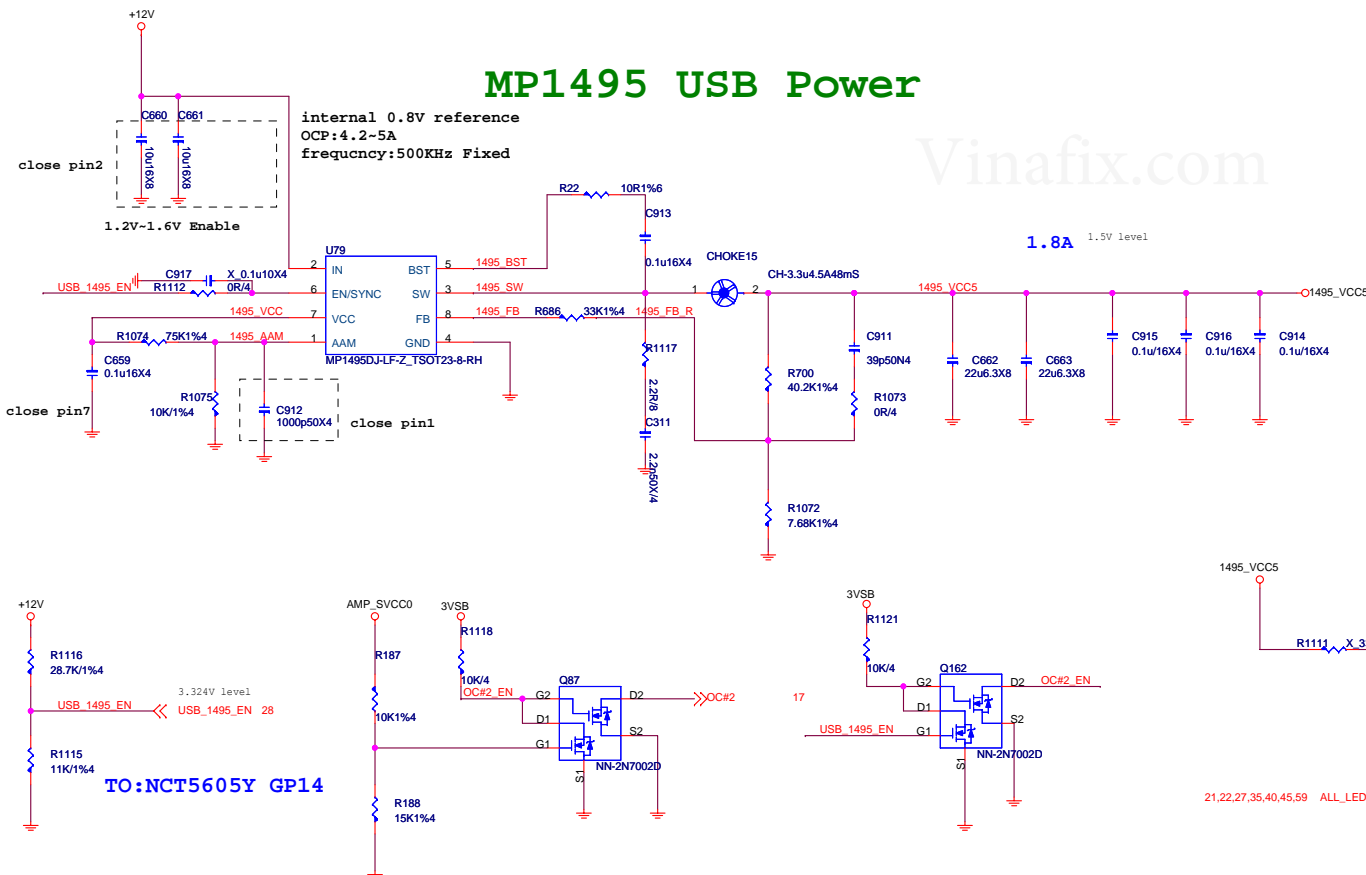 +12V
MP1495 USB Power
Vinafix.com
C660 C661
10u16X8
10u16X8
close pin2
internal 0.8V reference
OCP:4.2~5A
frequcncy:500KHz Fixed
1.2V~1.6V Enable
R22 10R1%6
C913
0.1u16X4
U79
2 IN BST 5 1495_BST
6 EN/SYNC SW 3 1495_SW
7 VCC FB 8 1495_FB
1 AAM GND 4
MP1495DJ-LF-Z_TSOT23-8-RH
C917 X_0.1u10X4
USB_1495_EN R1112 0R/4
1495_VCC
R1074 75K1%4 1495_AAM
C659
0.1u16X4
close pin7
R1075
10K/1%4
C912
1000p50X4
close pin1
CHOKE15
1 2
CH-3.3u4.5A48mS
1.8A 1.5V level
1495_VCC5
1495_VCC5
R686 33K1%4 1495_FB_R
R1117
2.2R/8
C311
2.2n50X/4
R700
40.2K1%4
C911
39p50N4
R1073
0R/4
R1072
7.68K1%4
C662
22u6.3X8
C663
22u6.3X8
C915
0.1u/16X4
C916
0.1u/16X4
C914
0.1u/16X4
+12V
R1116
28.7K/1%4
3.324V level
USB_1495_EN USB_1495_EN 28
R1115
11K/1%4
TO:NCT5605Y GP14
AMP_SVCC0
R187
10K1%4
R188
15K1%4
3VSB
R1118
10K/4
OC#2_EN
Q87
G2 D2
D1
G1 S2
S1
NN-2N7002D
OC#2 17
3VSB
R1121
10K/4
Q162
G2 D2 OC#2_EN
D1
USB_1495_EN G1 S2
S1
NN-2N7002D
1495_VCC5
R1111 X_3
21,22,27,35,40,45,59 ALL_LED